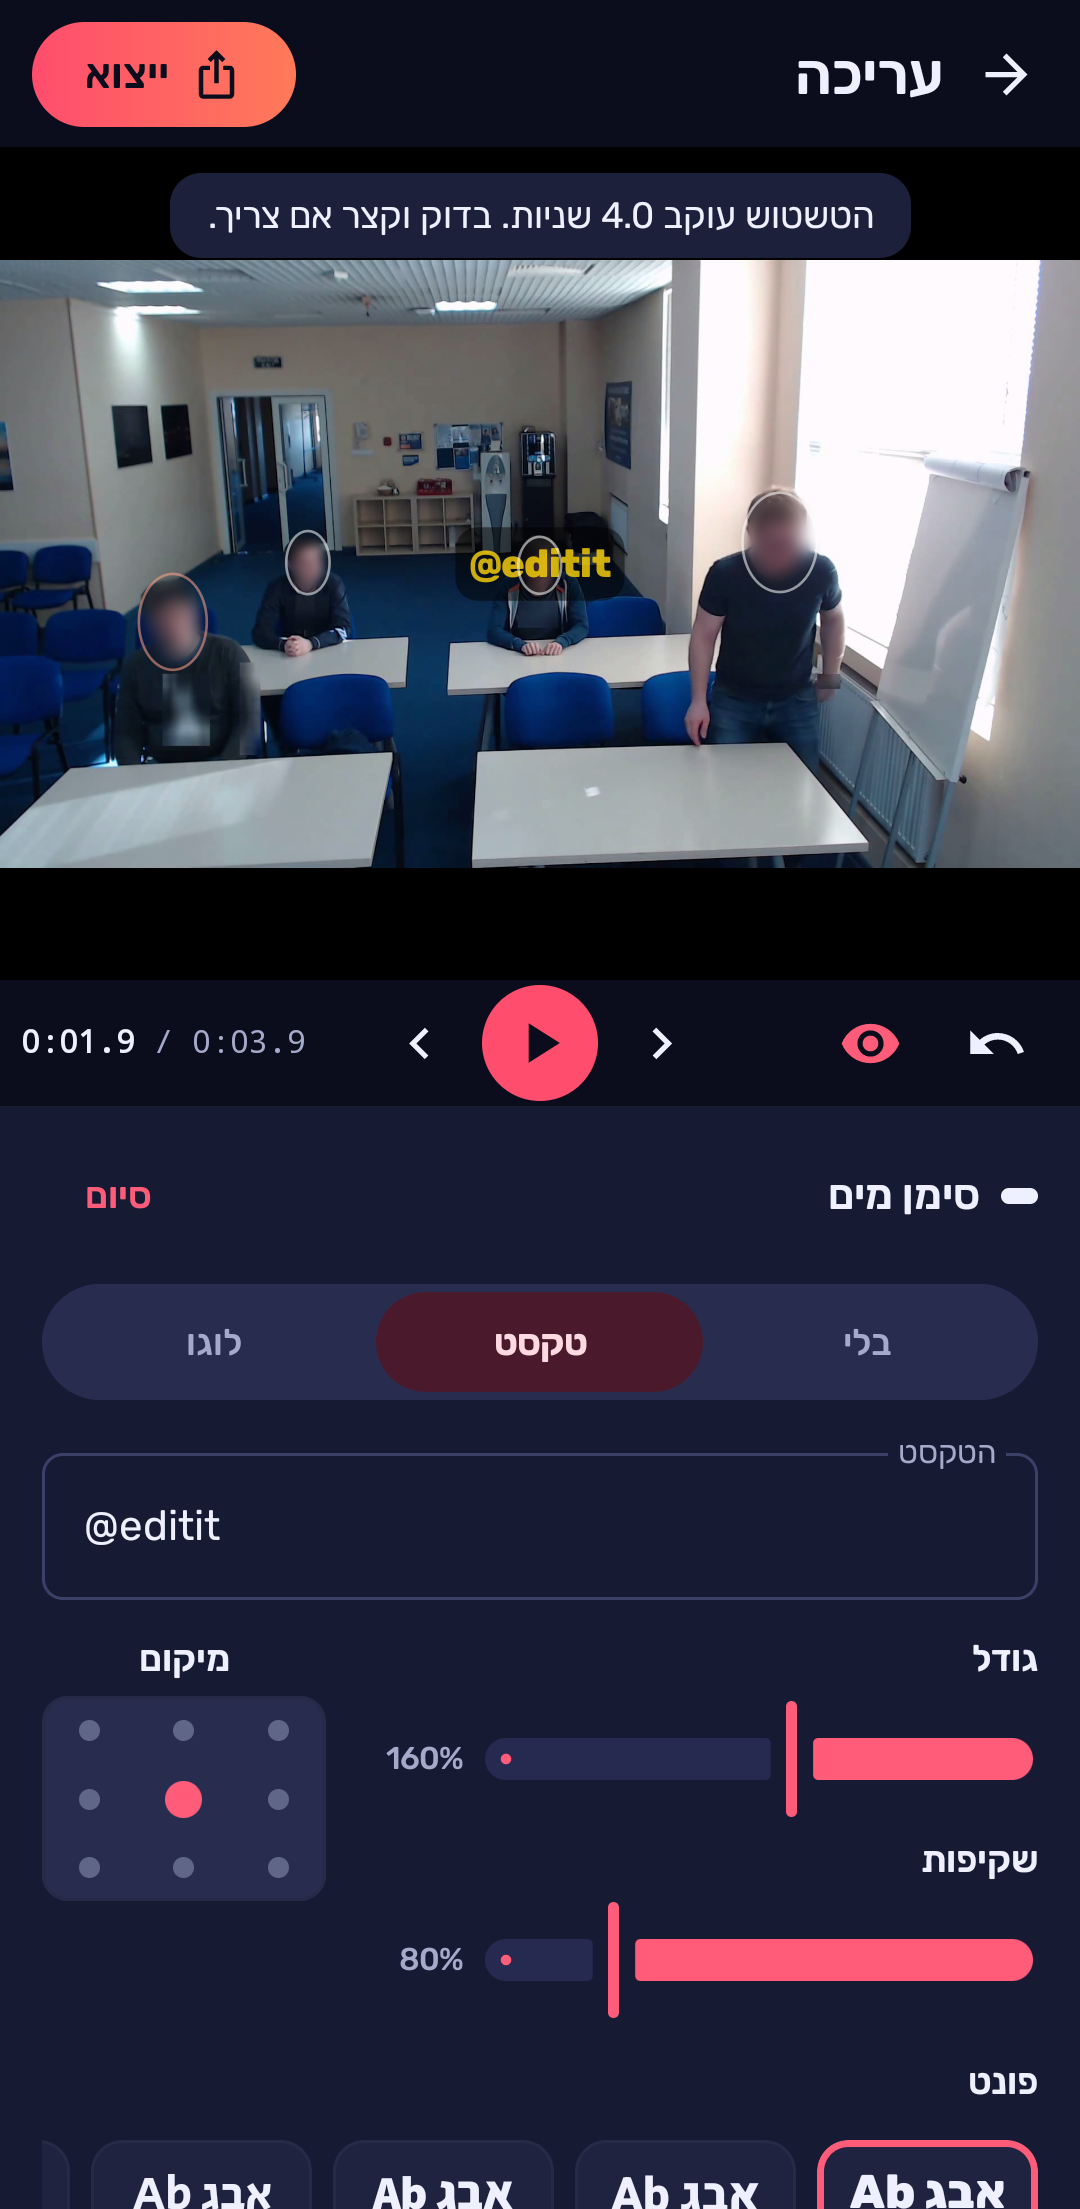 עריכה
ייצוא
הטשטוש עוקב 4.0 שניות. בדוק וקצר אם צריך.
@editit
0:01.9 / 0:03.9
סימן מים
סיום
בלי
טקסט
לוגו
הטקסט
@editit
גודל
מיקום
160%
שקיפות
80%
פונט
אבג Ab
אבג Ab
אבג Ab
אבג Ab